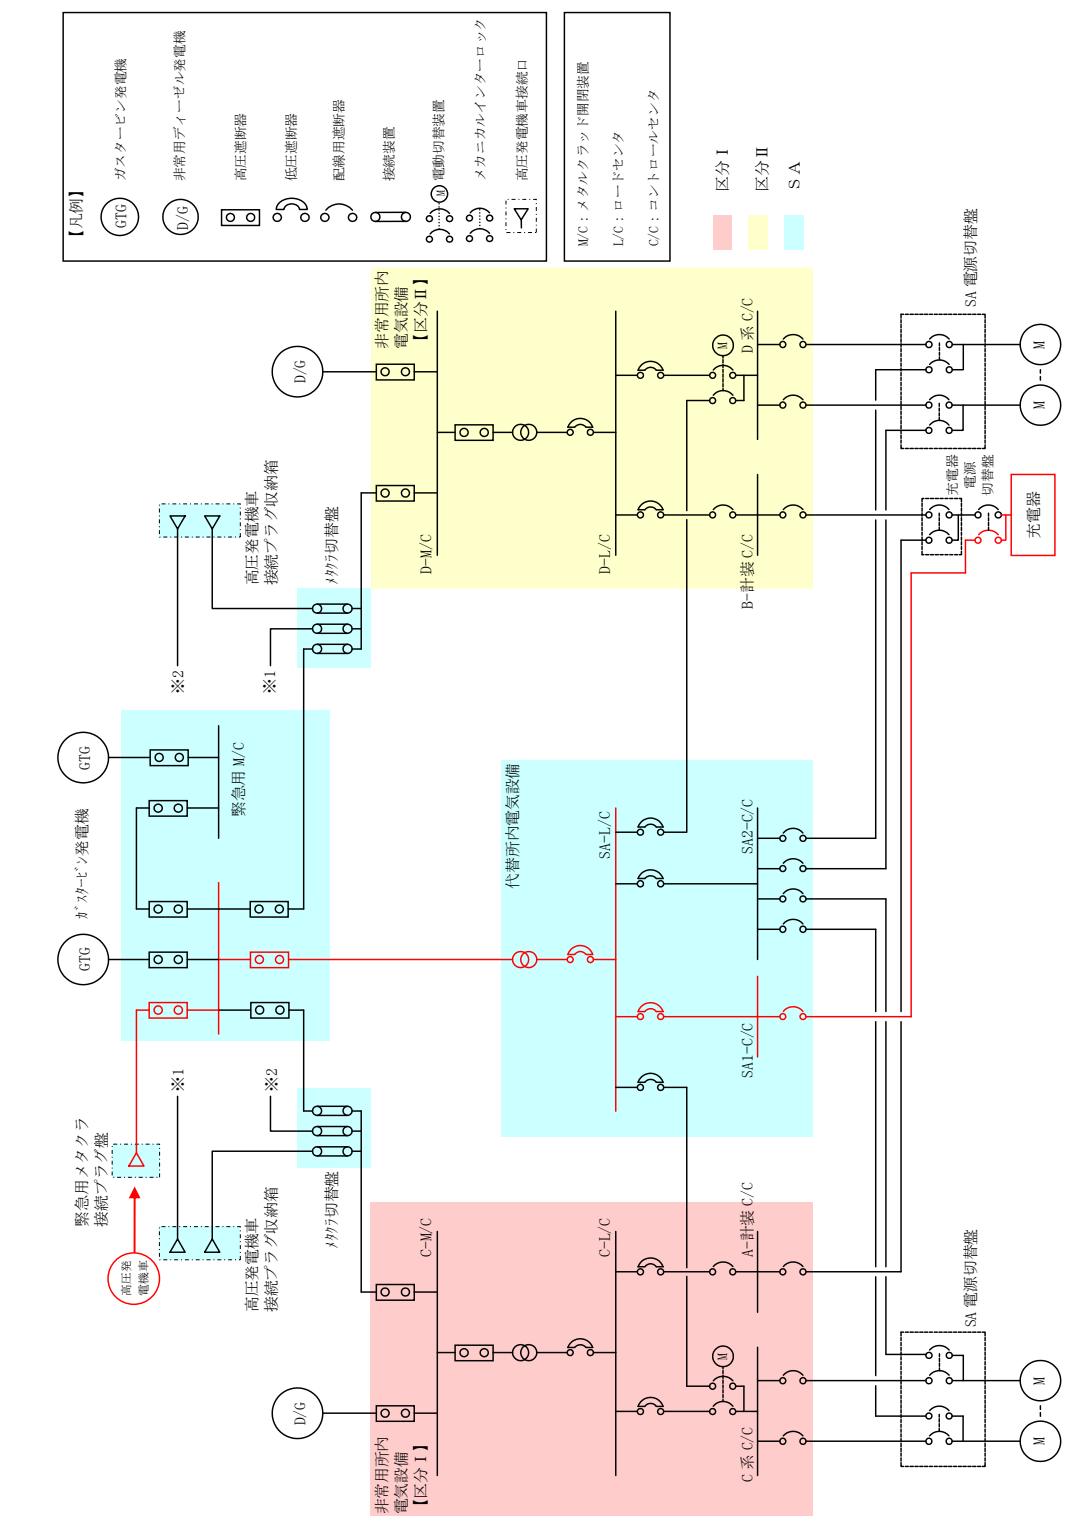 【凡例】
GTG
ガスタービン発電機
D/G
非常用ディーゼル発電機
高圧遮断器
低圧遮断器
配線用遮断器
接続装置
M
電動切替装置
メカニカルインターロック
高圧発電機車接続口
M/C：メタルクラッド開閉装置
L/C：ロードセンタ
C/C：コントロールセンタ
区分Ⅰ
区分Ⅱ
SA
D/G
非常用所内
電気設備
【区分Ⅱ】
高圧発電機車
接続プラグ収納箱
ﾒﾀｸﾗ切替盤
D-M/C
D-L/C
M
D系 C/C
B-計装 C/C
SA 電源切替盤
M
M
充電器
電源
切替盤
充電器
※2
※1
GTG
緊急用 M/C
ｶﾞｽﾀｰﾋﾞﾝ発電機
GTG
代替所内電気設備
SA-L/C
SA2-C/C
SA1-C/C
※1
※2
緊急用メタクラ
接続プラグ盤
高圧発
電機車
高圧発電機車
接続プラグ収納箱
ﾒﾀｸﾗ切替盤
C-M/C
C-L/C
A-計装 C/C
D/G
非常用所内
電気設備
【区分Ⅰ】
M
C系 C/C
SA 電源切替盤
M
M